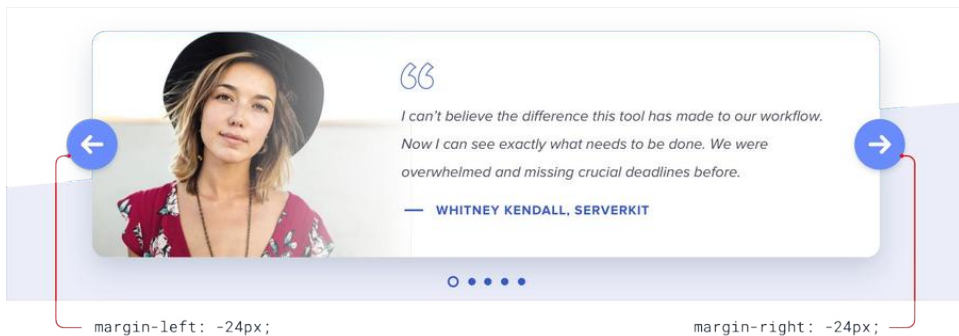 I can't believe the difference this tool has made to our workflow.
Now I can see exactly what needs to be done. We were
overwhelmed and missing crucial deadlines before.
— WHITNEY KENDALL, SERVERKIT
margin-left: -24px;
margin-right: -24px;